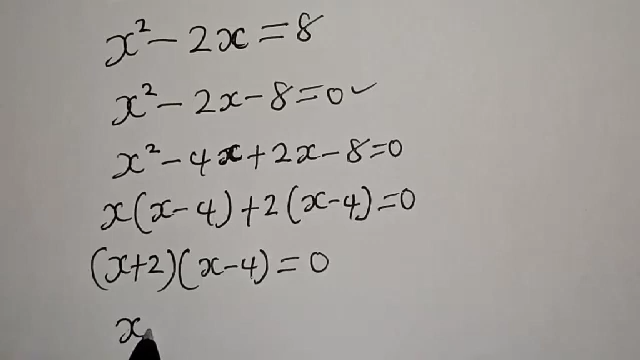 x² - 2x = 8
x² - 2x - 8 = 0 ✓
x² - 4x + 2x - 8 = 0
x(x - 4) + 2(x - 4) = 0
(x + 2)(x - 4) = 0
x